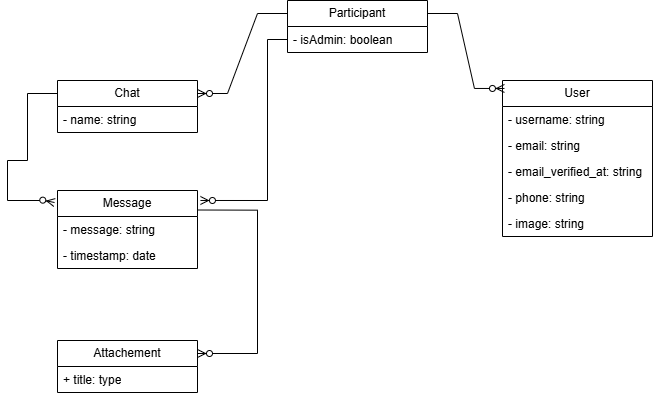 Participant
- isAdmin: boolean
Chat
- name: string
User
- username: string
- email: string
- email_verified_at: string
- phone: string
- image: string
Message
- message: string
- timestamp: date
Attachement
+ title: type